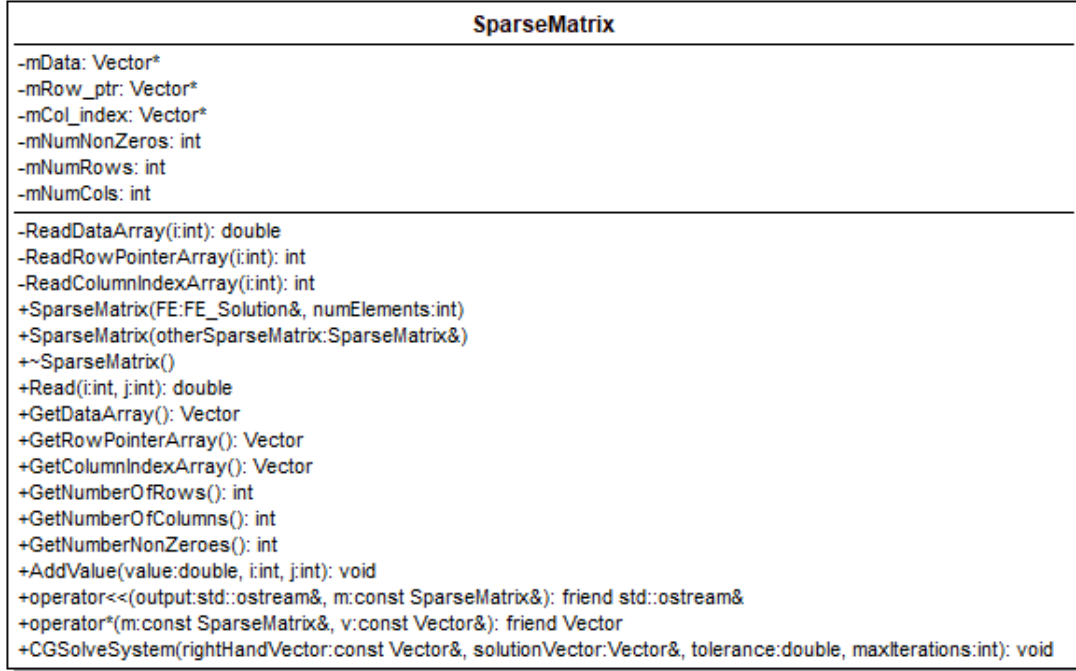 SparseMatrix
-mData: Vector*
-mRow_ptr: Vector*
-mCol_index: Vector*
-mNumNonZeros: int
-mNumRows: int
-mNumCols: int
-ReadDataArray(i:int): double
-ReadRowPointerArray(i:int): int
-ReadColumnIndexArray(i:int): int
+SparseMatrix(FE:FE_Solution&, numElements:int)
+SparseMatrix(otherSparseMatrix:SparseMatrix&)
+~SparseMatrix()
+Read(i:int, j:int): double
+GetDataArray(): Vector
+GetRowPointerArray(): Vector
+GetColumnIndexArray(): Vector
+GetNumberOfRows(): int
+GetNumberOfColumns(): int
+GetNumberNonZeroes(): int
+AddValue(value:double, i:int, j:int): void
+operator<<(output:std::ostream&, m:const SparseMatrix&): friend std::ostream&
+operator*(m:const SparseMatrix&, v:const Vector&): friend Vector
+CGSolveSystem(rightHandVector:const Vector&, solutionVector:Vector&, tolerance:double, maxIterations:int): void